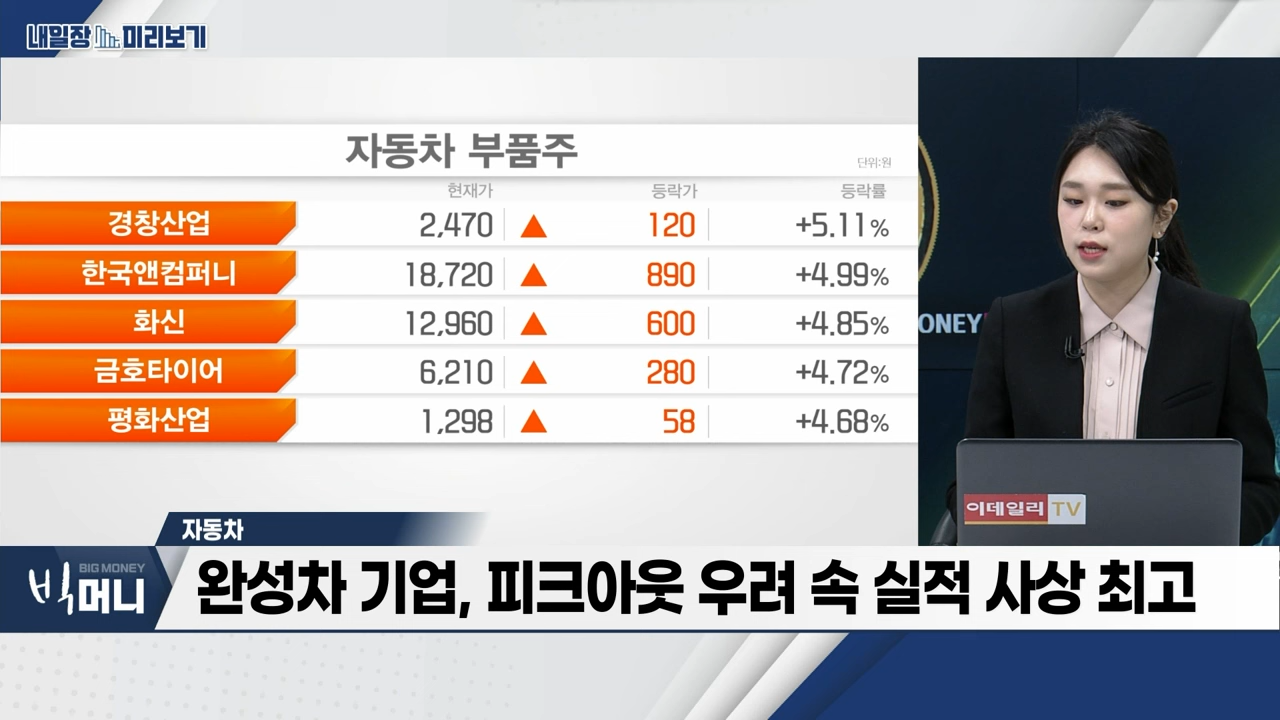 내일장 미리보기
자동차 부품주
단위:원
현재가 등락가 등락률
경창산업 2,470 ▲ 120 +5.11%
한국앤컴퍼니 18,720 ▲ 890 +4.99%
화신 12,960 ▲ 600 +4.85%
금호타이어 6,210 ▲ 280 +4.72%
평화산업 1,298 ▲ 58 +4.68%
ONEY
이데일리 TV
자동차
BIG MONEY
빅머니
완성차 기업, 피크아웃 우려 속 실적 사상 최고